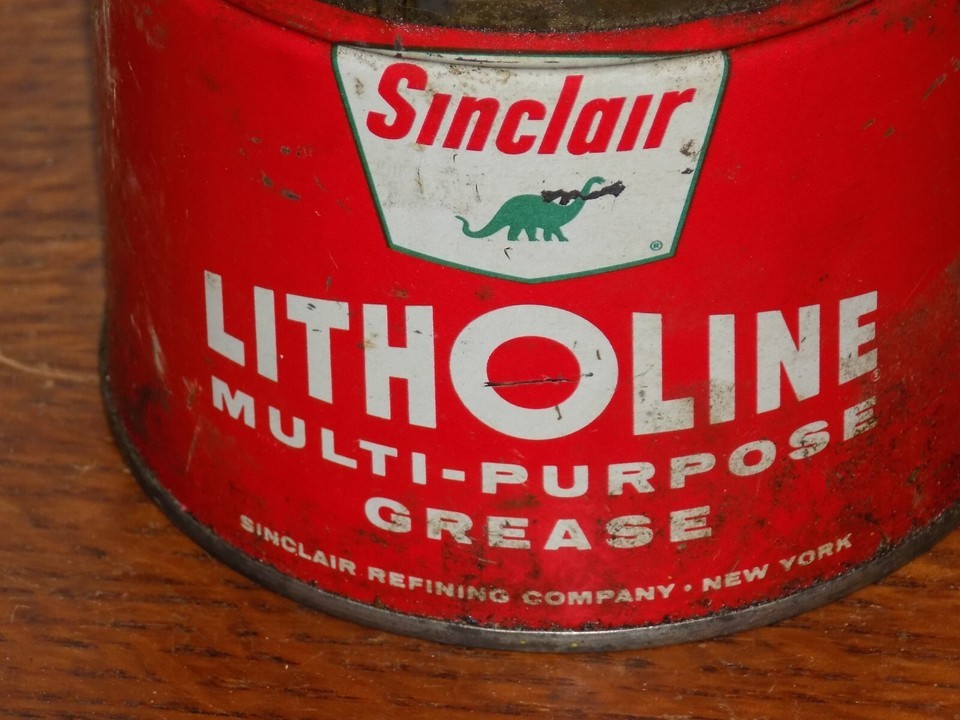 Sinclair
®
LITHOLINE
MULTI-PURPOSE
GREASE
SINCLAIR REFINING COMPANY • NEW YORK